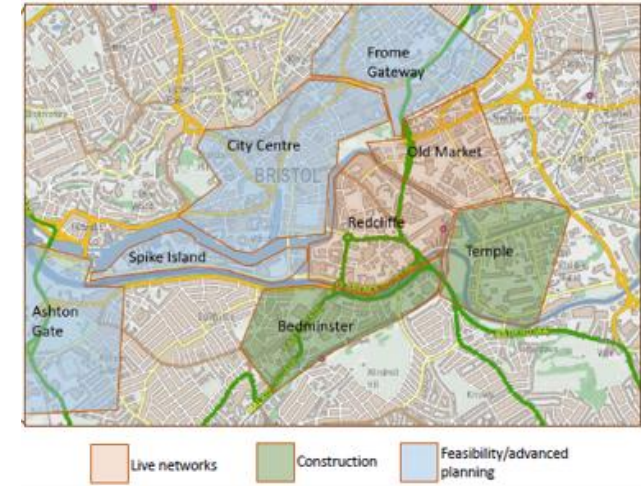 Frome
Gateway
City Centre
Old Market
BRISTOL
Redcliffe
Spike Island
Temple
Ashton
Gate
Bedminster
Live networks
Construction
Feasibility/advanced
planning